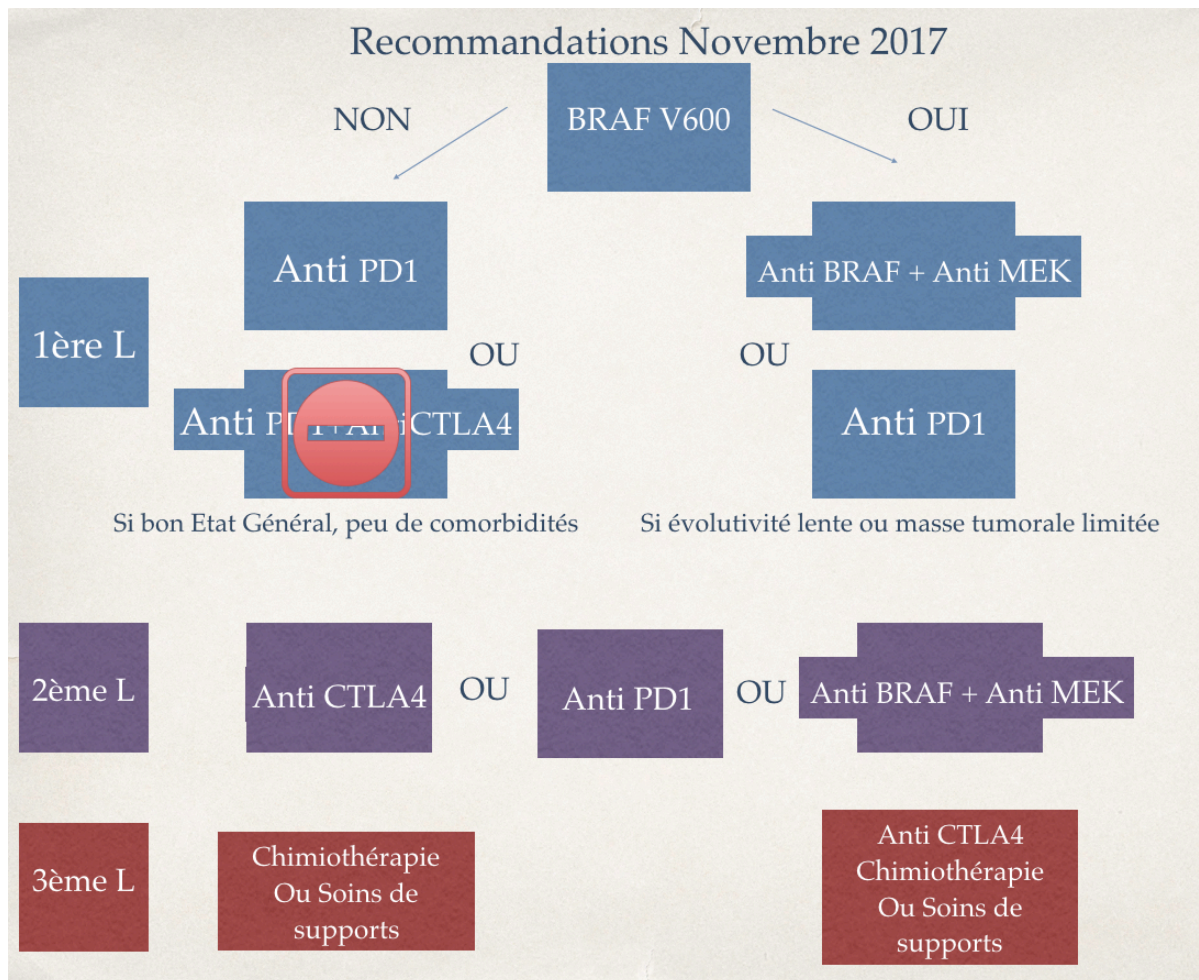 Recommandations Novembre 2017
NON
BRAF V600
OUI
Anti PD1
Anti BRAF + Anti MEK
1ère L
OU
OU
Anti PD1+AntiCTLA4
Anti PD1
Si bon Etat Général, peu de comorbidités
Si évolutivité lente ou masse tumorale limitée
2ème L
Anti CTLA4
OU
Anti PD1
OU
Anti BRAF + Anti MEK
3ème L
Chimiothérapie
Ou Soins de
supports
Anti CTLA4
Chimiothérapie
Ou Soins de
supports